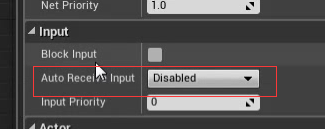 Net Priority 1.0
Input
Block Input
Auto Receive Input Disabled
Input Priority 0
Actor